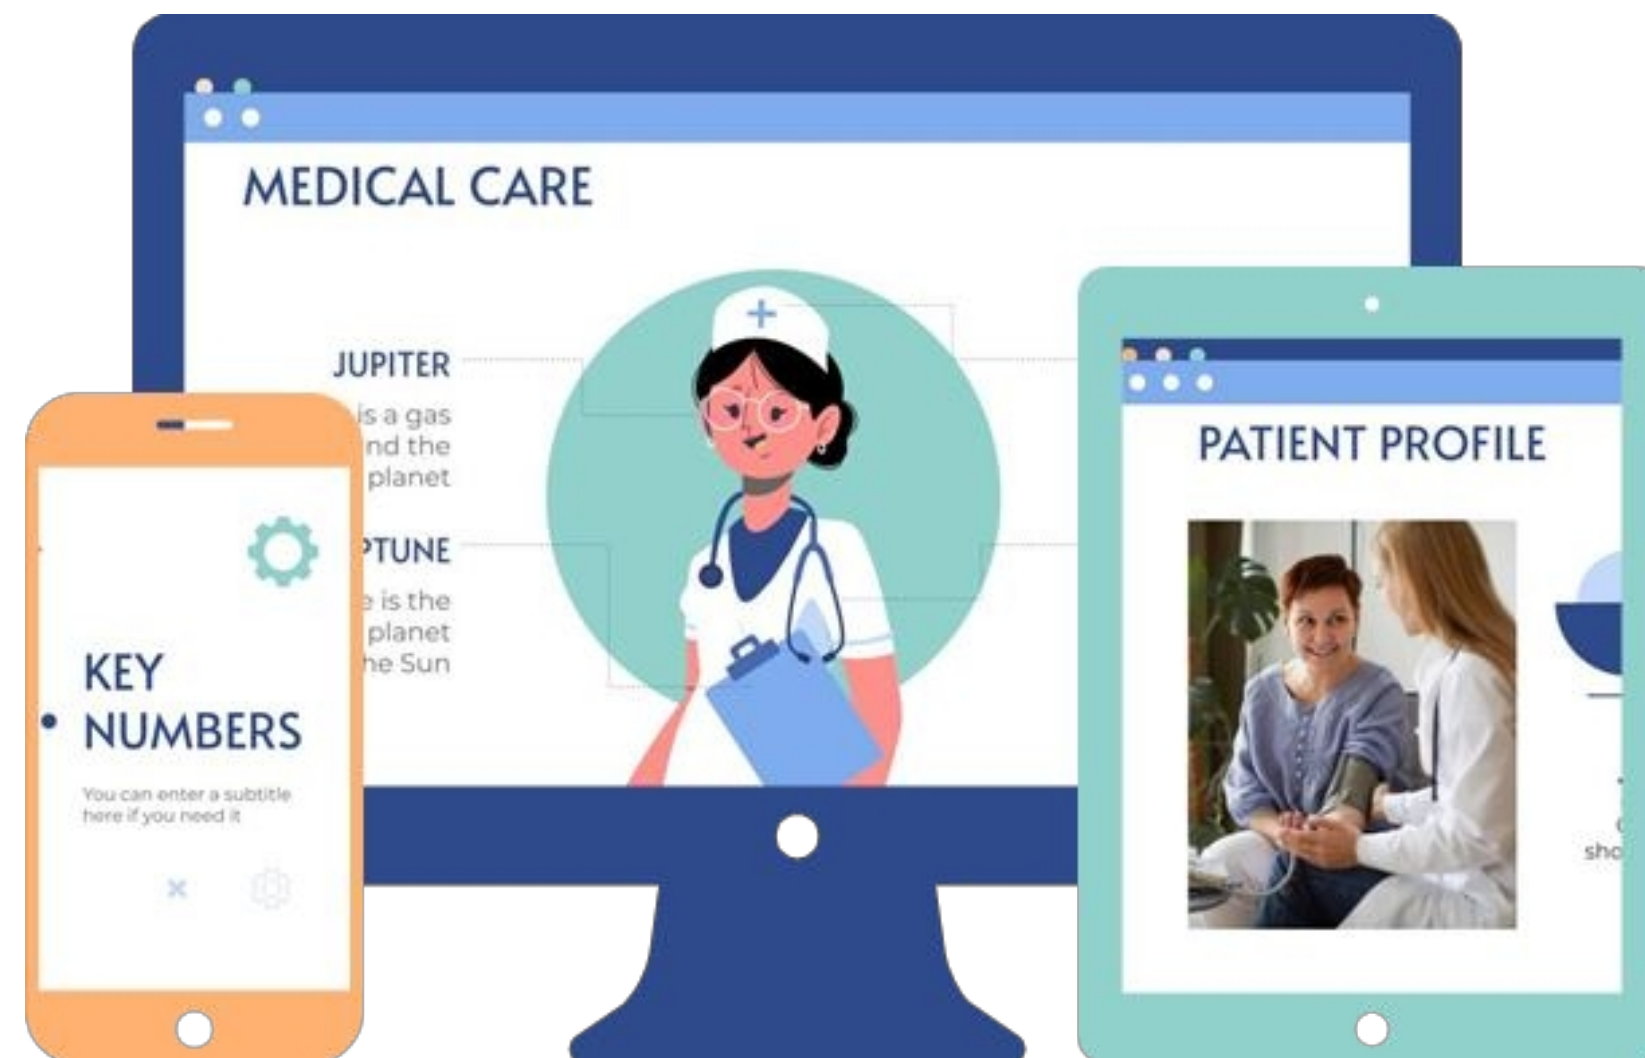 MEDICAL CARE
JUPITER
is a gas
nd the
planet
PTUNE
e is the
planet
he Sun
KEY
NUMBERS
You can enter a subtitle
here if you need it
PATIENT PROFILE
sho